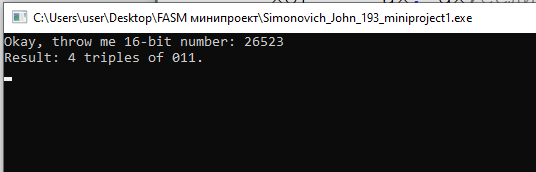 C:\Users\user\Desktop\FASM минипроект\Simonovich_John_193_miniproject1.exe
Okay, throw me 16-bit number: 26523
Result: 4 triples of 011.